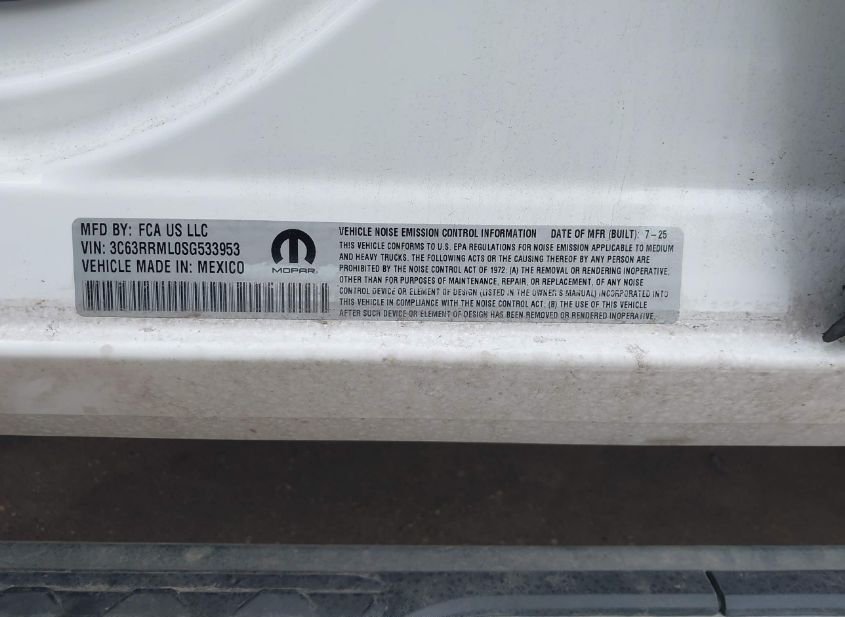 MFD BY: FCA US LLC
VIN: 3C63RRML0SG533953
VEHICLE MADE IN: MEXICO
MOPAR
VEHICLE NOISE EMISSION CONTROL INFORMATION DATE OF MFR (BUILT): 7-25
THIS VEHICLE CONFORMS TO U.S. EPA REGULATIONS FOR NOISE EMISSION APPLICABLE TO MEDIUM
AND HEAVY TRUCKS. THE FOLLOWING ACTS OR THE CAUSING THEREOF BY ANY PERSON
PROHIBITED BY THE NOISE CONTROL ACT OF 1972: (A) THE REMOVAL OR RENDERING INOPERATIVE,
OTHER THAN FOR PURPOSES OF MAINTENANCE, REPAIR, OR REPLACEMENT, OF ANY NOISE
CONTROL DEVICE OR ELEMENT OF DESIGN (LISTED IN THE OWNER'S MANUAL) INCORPORATED INTO
THIS VEHICLE IN COMPLIANCE WITH THE NOISE CONTROL ACT. (B) THE USE OF THIS VEHICLE
AFTER SUCH DEVICE OR ELEMENT OF DESIGN HAS BEEN REMOVED OR RENDERED INOPERATIVE.